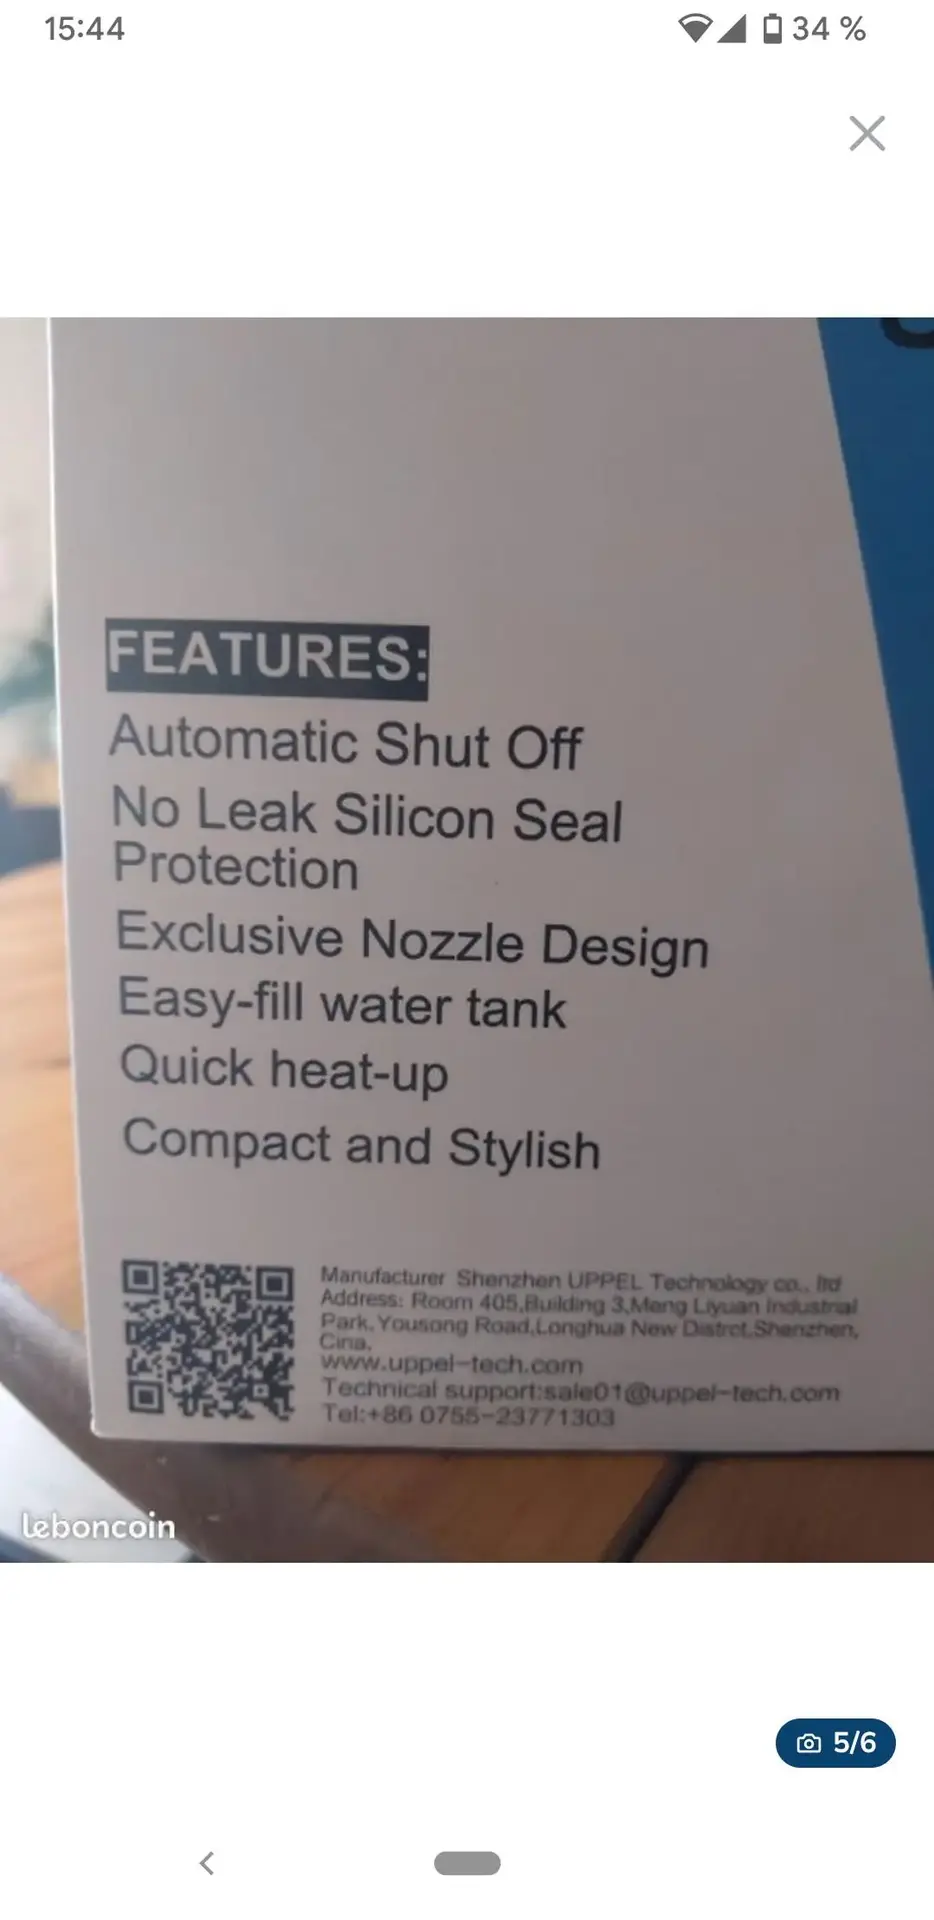 15:44
34 %
FEATURES:
Automatic Shut Off
No Leak Silicon Seal
Protection
Exclusive Nozzle Design
Easy-fill water tank
Quick heat-up
Compact and Stylish
Manufacturer Shenzhen UPPEL Technology co., ltd
Address: Room 405,Building 3,Meng Liyuan Industrial
Park,Yousong Road,Longhua New Distrct,Shenzhen,
Cina.
www.uppel-tech.com
Technical support:sale01@uppel-tech.com
Tel:+86 0755-23771303
leboncoin
5/6